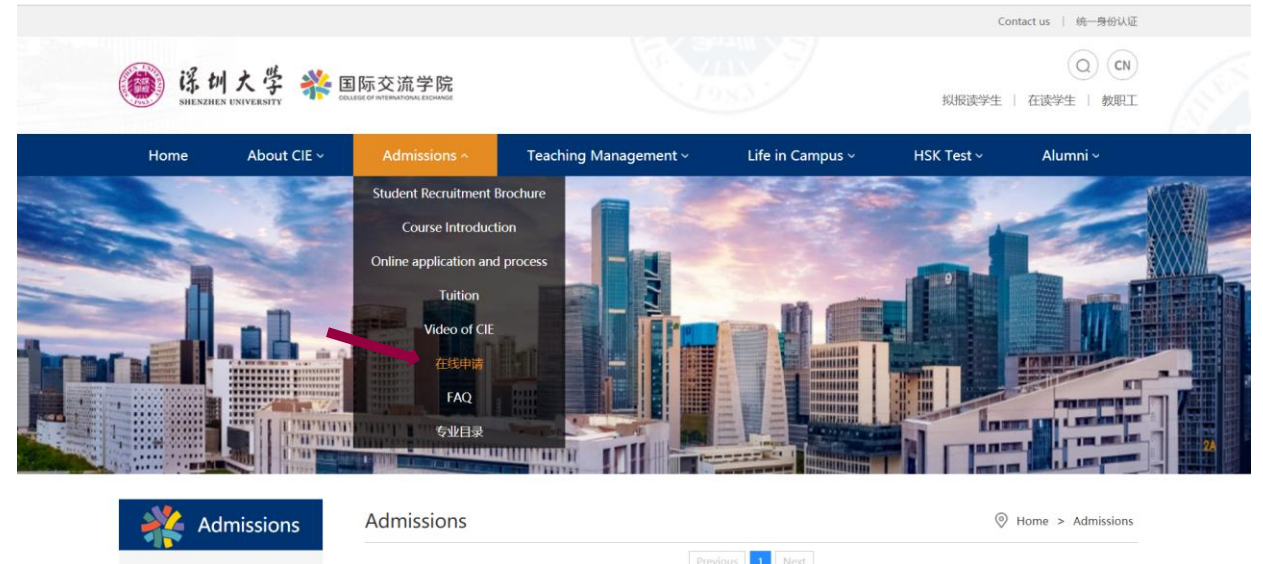 Contact us | 统一身份认证
深圳大学
SHENZHEN UNIVERSITY
国际交流学院
COLLEGE OF INTERNATIONAL EXCHANGE
CN
拟报读学生 | 在读学生 | 教职工
Home About CIE Admissions Teaching Management Life in Campus HSK Test Alumni
Student Recruitment Brochure
Course Introduction
Online application and process
Tuition
Video of CIE
在线申请
FAQ
专业目录
2A
Admissions
Admissions
Home > Admissions
Previous 1 Next